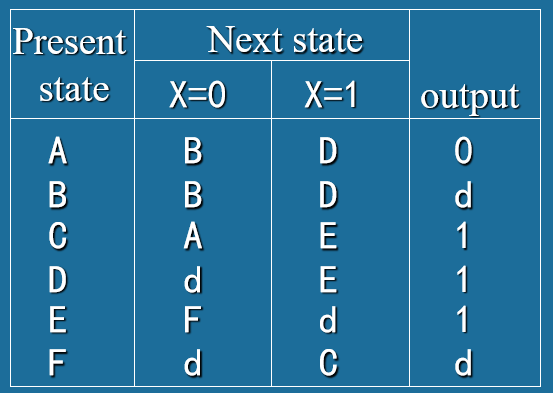 Present state Next state output
X=0 X=1
A B D 0
B B D d
C A E 1
D d E 1
E F d 1
F d C d